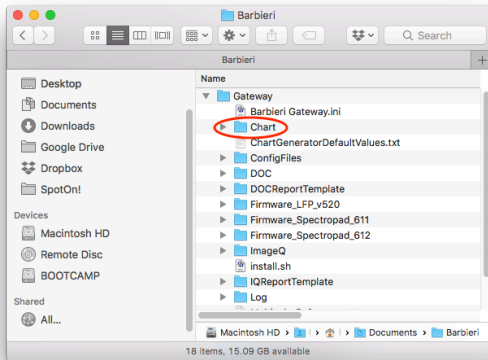 Barbieri
Search
Barbieri
Desktop
Documents
Downloads
Google Drive
Dropbox
SpotOn!
Devices
Macintosh HD
Remote Disc
BOOTCAMP
Shared
All...
Name
Gateway
Barbieri Gateway.ini
Chart
ChartGeneratorDefaultValues.txt
ConfigFiles
DOC
DOCReportTemplate
Firmware_LFP_v520
Firmware_Spectropad_611
Firmware_Spectropad_612
ImageQ
install.sh
IQReportTemplate
Log
Macintosh HD › › › Documents › Barbieri
18 items, 15.09 GB available